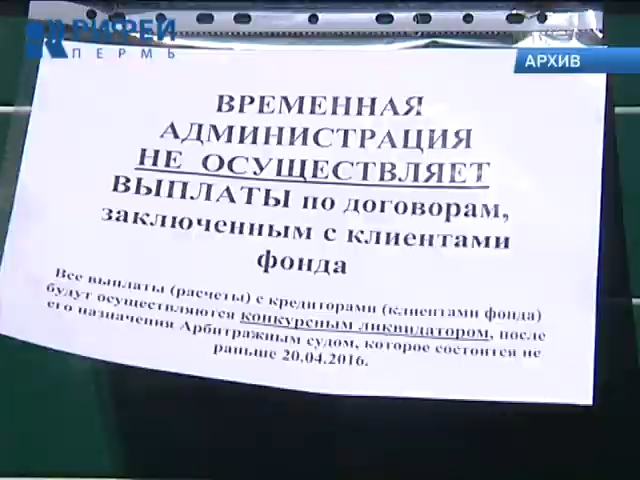 РИФЕЙ
ПЕРМЬ
АРХИВ
ВРЕМЕННАЯ
АДМИНИСТРАЦИЯ
НЕ ОСУЩЕСТВЛЯЕТ
ВЫПЛАТЫ по договорам,
заключенным с клиентами
фонда
Все выплаты (расчеты) с кредиторами (клиентами фонда)
будут осуществляются конкурсным ликвидатором, после
его назначения Арбитражным судом, которое состоится не
раньше 20.04.2016.